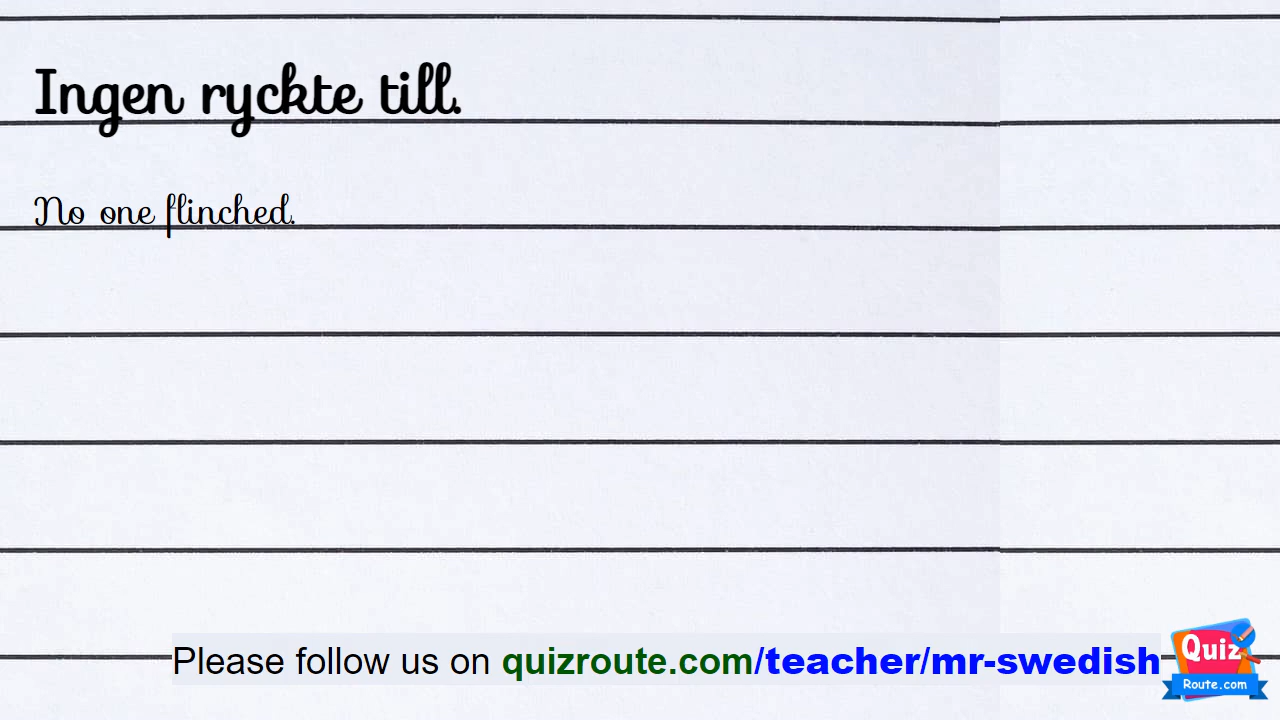 Ingen ryckte till.
No one flinched.
Please follow us on quizroute.com/teacher/mr-swedish
Quiz
Route.com